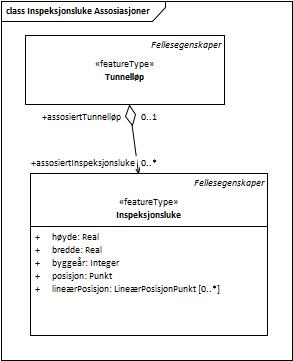 class Inspeksjonsluke Assosiasjoner
Fellesegenskaper
«featureType»
Tunnelløp
+assosiertTunnelløp 0..1
+assosiertInspeksjonsluke 0..*
Fellesegenskaper
«featureType»
Inspeksjonsluke
+ høyde: Real
+ bredde: Real
+ byggeår: Integer
+ posisjon: Punkt
+ lineærPosisjon: LineærPosisjonPunkt [0..*]